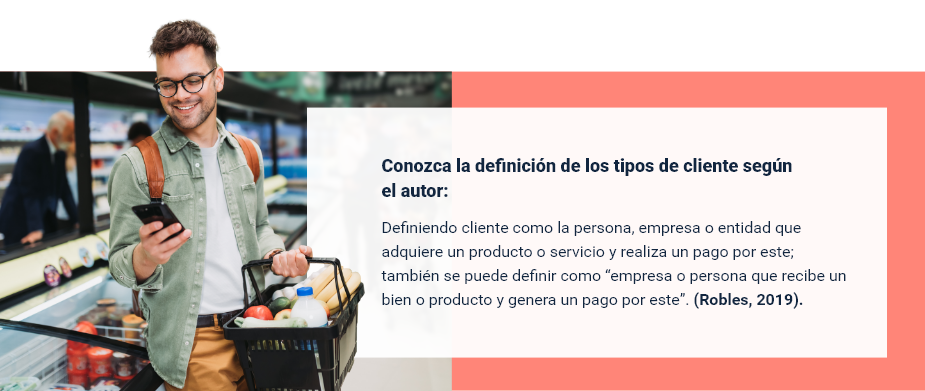 Conozca la definición de los tipos de cliente según
el autor:
Definiendo cliente como la persona, empresa o entidad que
adquiere un producto o servicio y realiza un pago por este;
también se puede definir como “empresa o persona que recibe un
bien o producto y genera un pago por este”. (Robles, 2019).